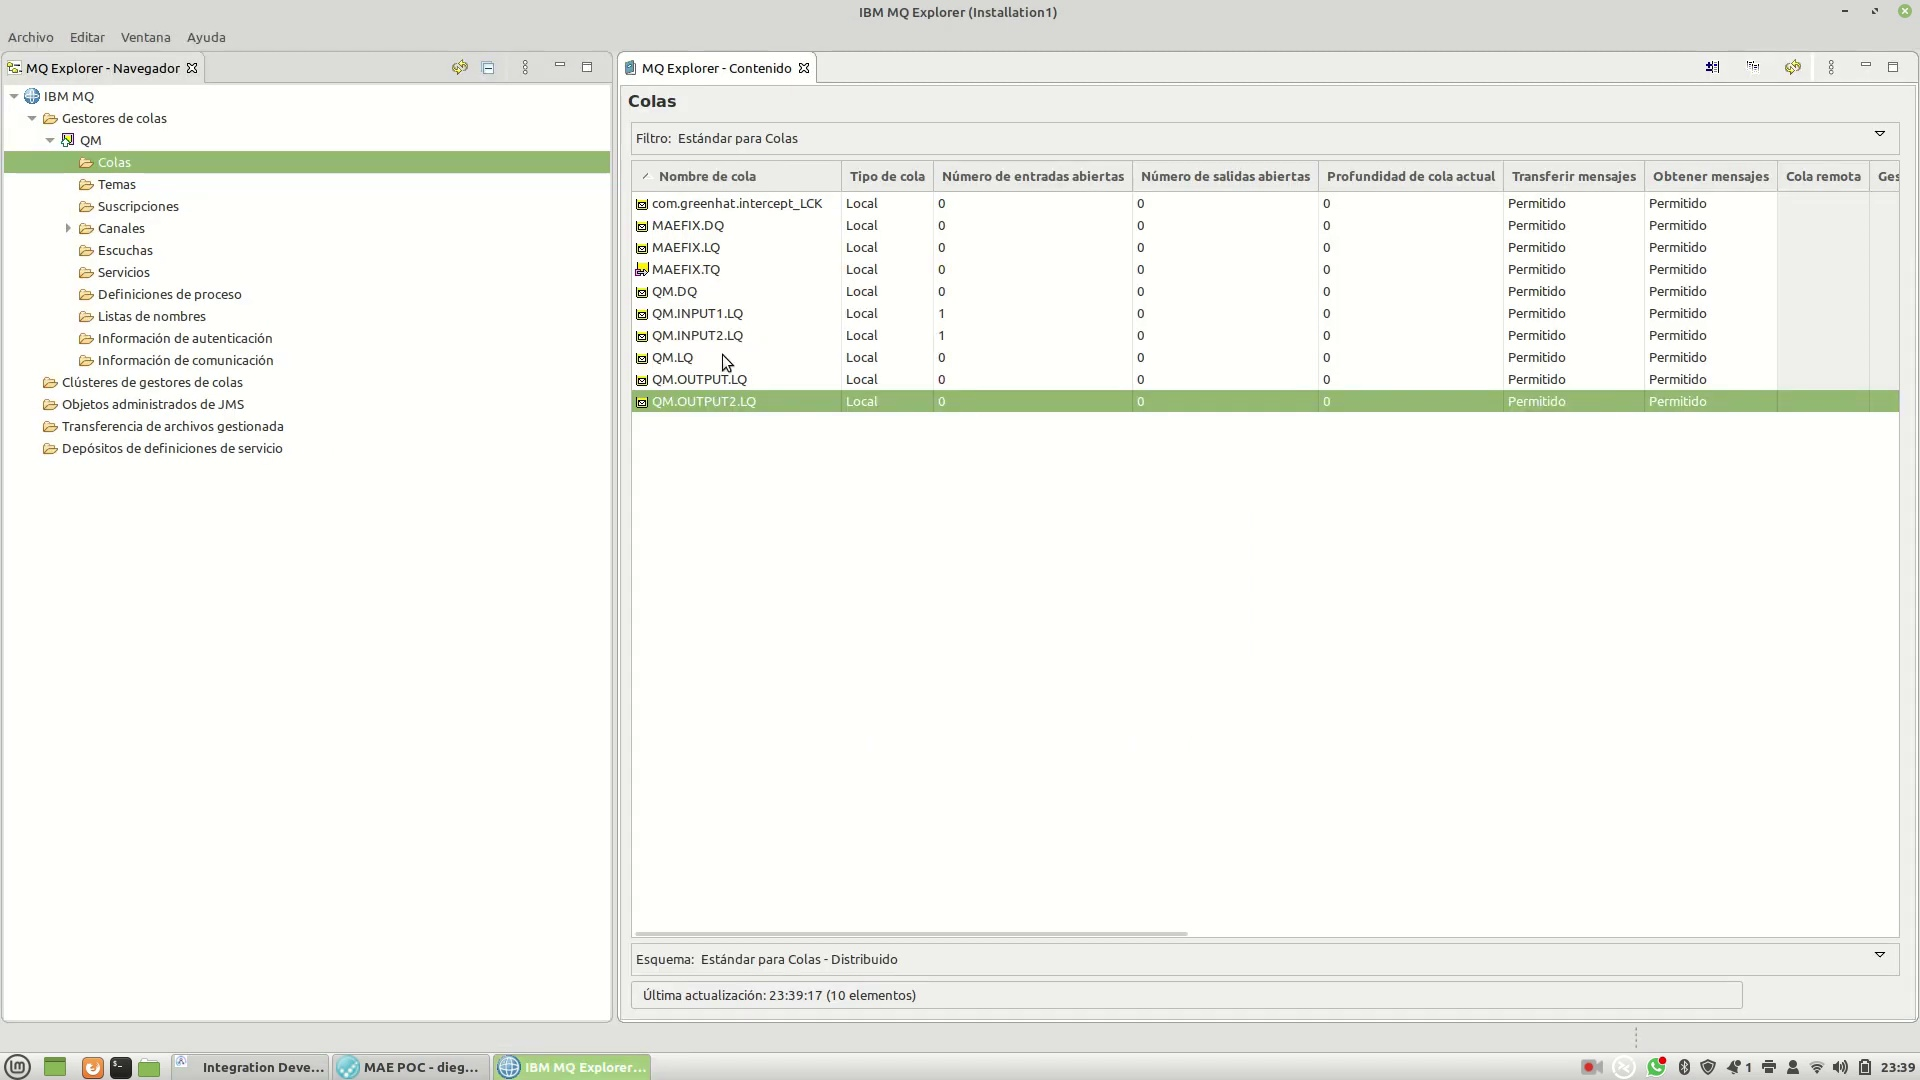 IBM MQ Explorer (Installation1)
Archivo Editar Ventana Ayuda
MQ Explorer - Navegador
IBM MQ
Gestores de colas
QM
Colas
Temas
Suscripciones
Canales
Escuchas
Servicios
Definiciones de proceso
Listas de nombres
Información de autenticación
Información de comunicación
Clústeres de gestores de colas
Objetos administrados de JMS
Transferencia de archivos gestionada
Depósitos de definiciones de servicio
MQ Explorer - Contenido
Colas
Filtro: Estándar para Colas
Nombre de cola Tipo de cola Número de entradas abiertas Número de salidas abiertas Profundidad de cola actual Transferir mensajes Obtener mensajes Cola remota Ges
com.greenhat.intercept_LCK Local 0 0 0 Permitido Permitido
MAEFIX.DQ Local 0 0 0 Permitido Permitido
MAEFIX.LQ Local 0 0 0 Permitido Permitido
MAEFIX.TQ Local 0 0 0 Permitido Permitido
QM.DQ Local 0 0 0 Permitido Permitido
QM.INPUT1.LQ Local 1 0 0 Permitido Permitido
QM.INPUT2.LQ Local 1 0 0 Permitido Permitido
QM.LQ Local 0 0 0 Permitido Permitido
QM.OUTPUT.LQ Local 0 0 0 Permitido Permitido
QM.OUTPUT2.LQ Local 0 0 0 Permitido Permitido
Esquema: Estándar para Colas - Distribuido
Última actualización: 23:39:17 (10 elementos)
Integration Deve... MAE POC - dieg... IBM MQ Explorer... 1 23:39